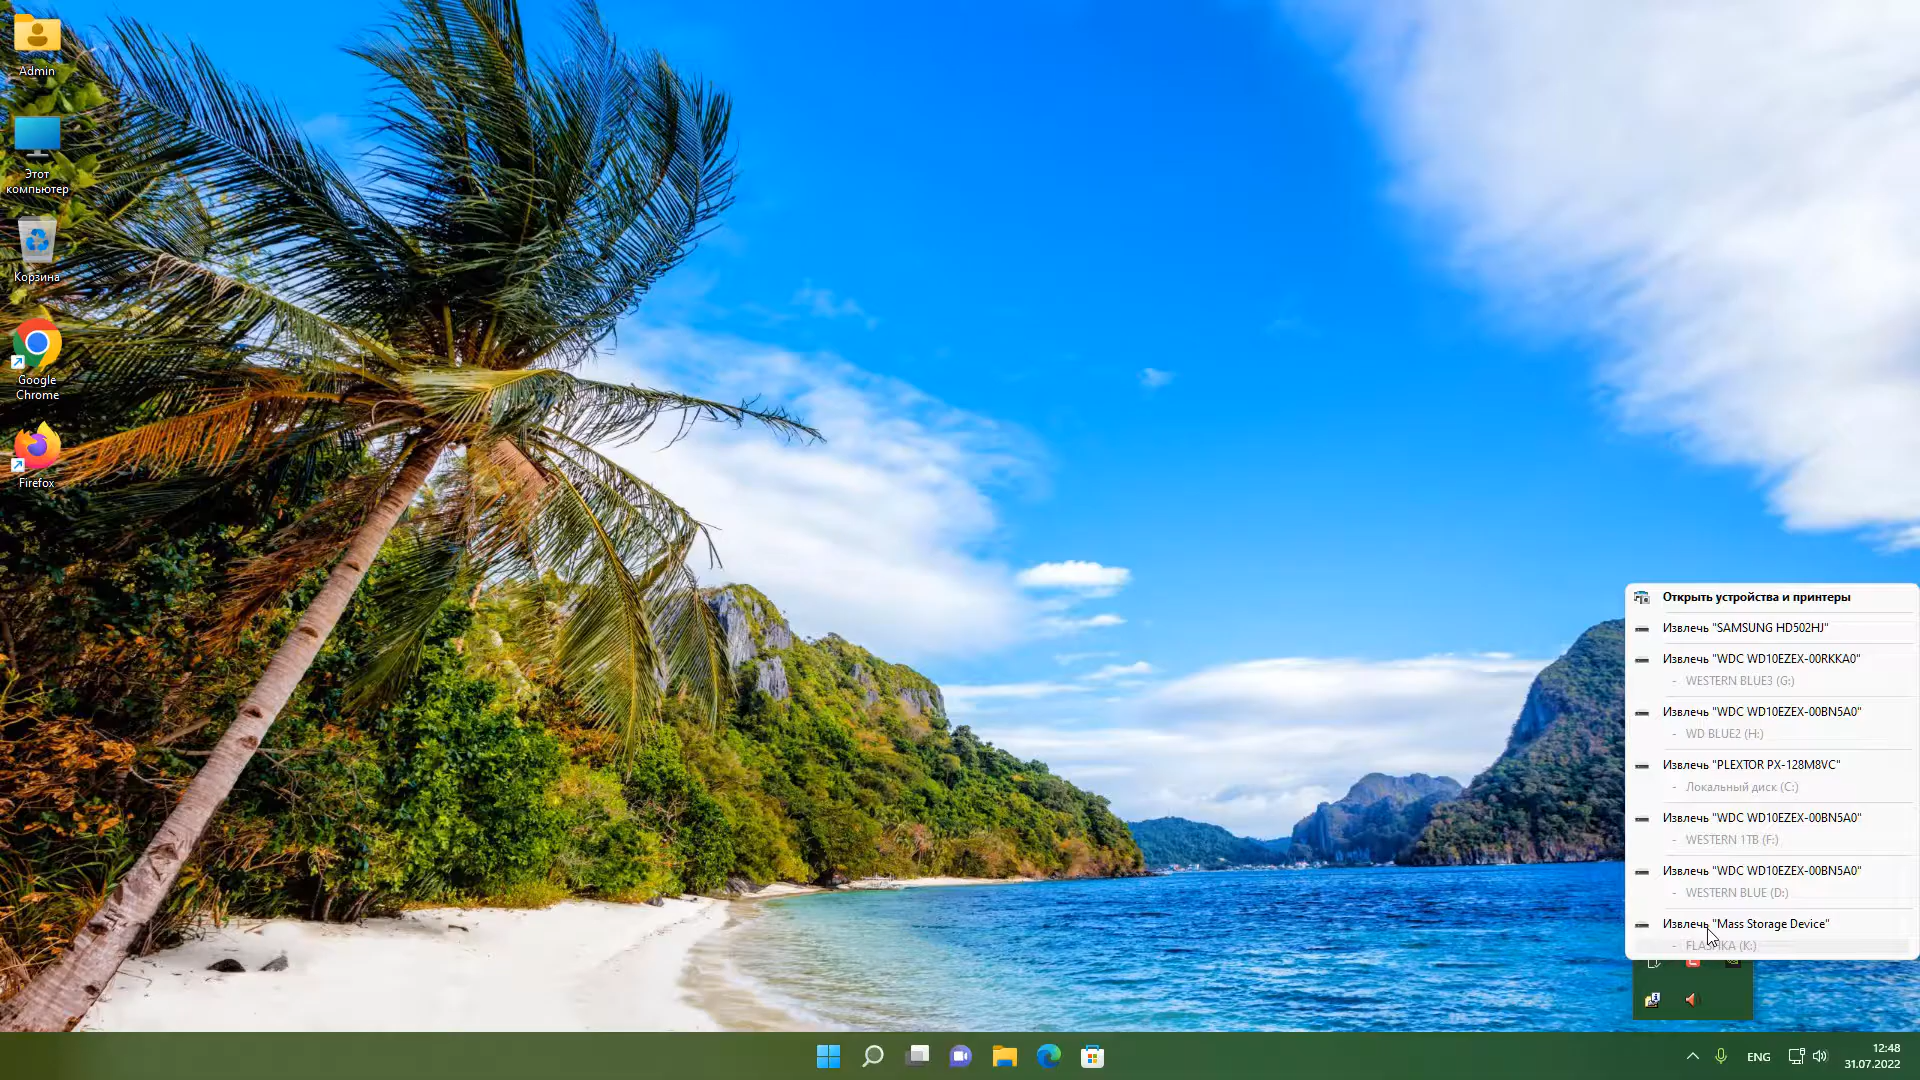 Admin
Этот
компьютер
Корзина
Google
Chrome
Firefox
Открыть устройства и принтеры
Извлечь "SAMSUNG HD502HJ"
Извлечь "WDC WD10EZEX-00RKKA0"
- WESTERN BLUE3 (G:)
Извлечь "WDC WD10EZEX-00BN5A0"
- WD BLUE2 (H:)
Извлечь "PLEXTOR PX-128M8VC"
- Локальный диск (C:)
Извлечь "WDC WD10EZEX-00BN5A0"
- WESTERN 1TB (F:)
Извлечь "WDC WD10EZEX-00BN5A0"
- WESTERN BLUE (D:)
Извлечь "Mass Storage Device"
- FLASHKA (K:)
ENG
12:48
31.07.2022